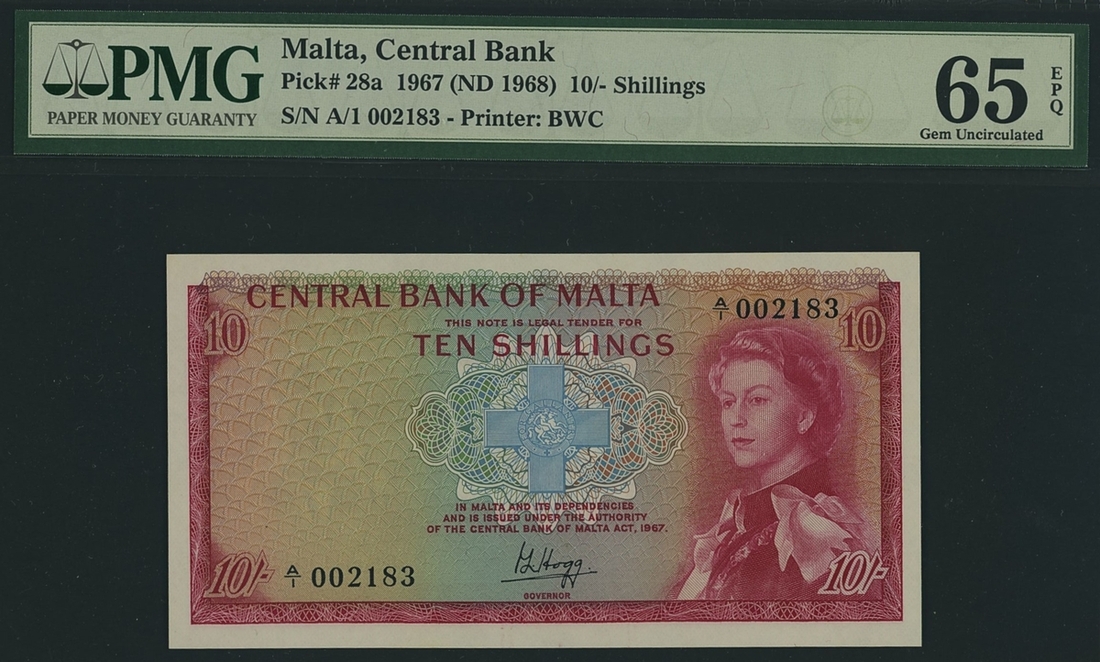 PMG
PAPER MONEY GUARANTY
Malta, Central Bank
Pick# 28a 1967 (ND 1968) 10/- Shillings
S/N A/1 002183 - Printer: BWC
65 EPQ
Gem Uncirculated
CENTRAL BANK OF MALTA
A/1 002183
10
THIS NOTE IS LEGAL TENDER FOR
10
TEN SHILLINGS
IN MALTA AND ITS DEPENDENCIES
AND IS ISSUED UNDER THE AUTHORITY
OF THE CENTRAL BANK OF MALTA ACT, 1967.
Hogg.
GOVERNOR
10/-
A/1 002183
10/-